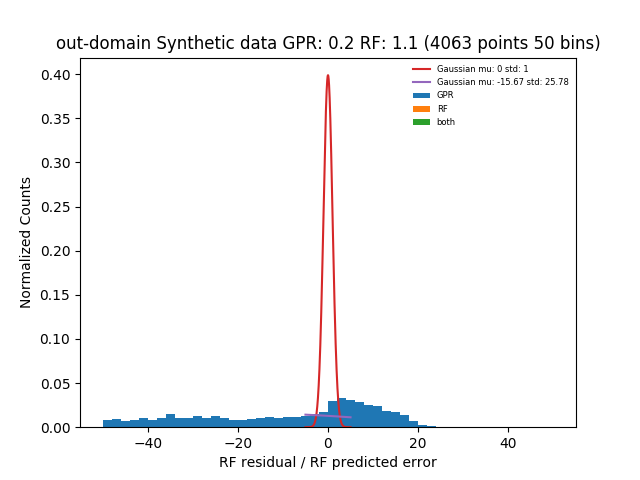 out-domain Synthetic data GPR: 0.2 RF: 1.1 (4063 points 50 bins)
Gaussian mu: 0 std: 1
Gaussian mu: -15.67 std: 25.78
GPR
RF
both
Normalized Counts
0.40
0.35
0.30
0.25
0.20
0.15
0.10
0.05
0.00
−40 −20 0 20 40
RF residual / RF predicted error